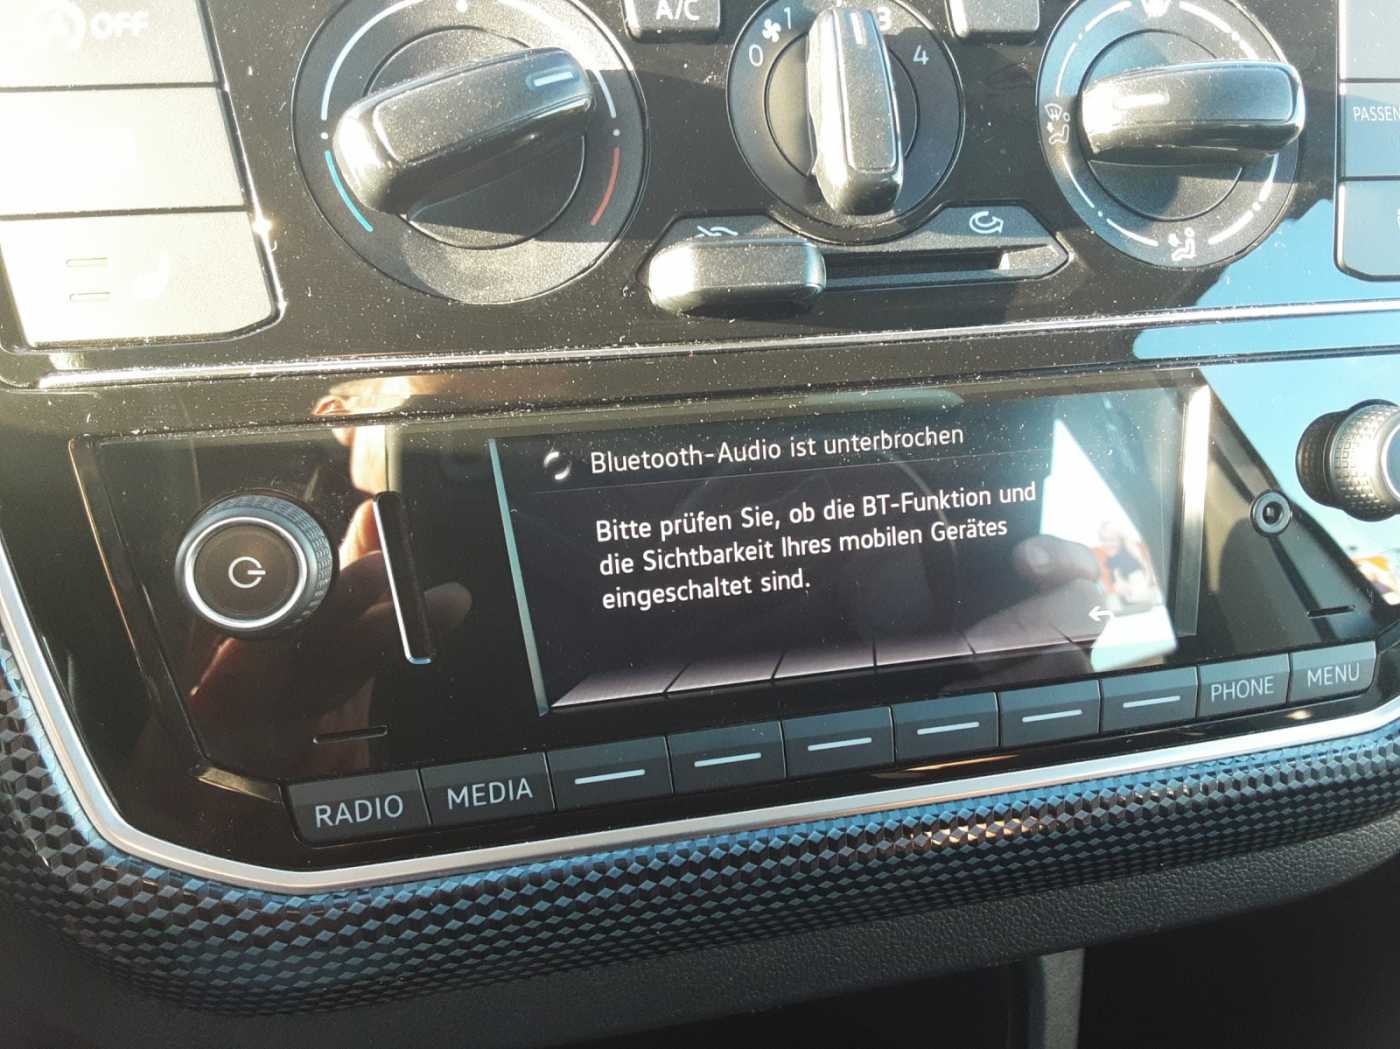 OFF
A/C
0 1 3 4
PASSEN
Bluetooth-Audio ist unterbrochen
Bitte prüfen Sie, ob die BT-Funktion und
die Sichtbarkeit Ihres mobilen Gerätes
eingeschaltet sind.
RADIO MEDIA PHONE MENU